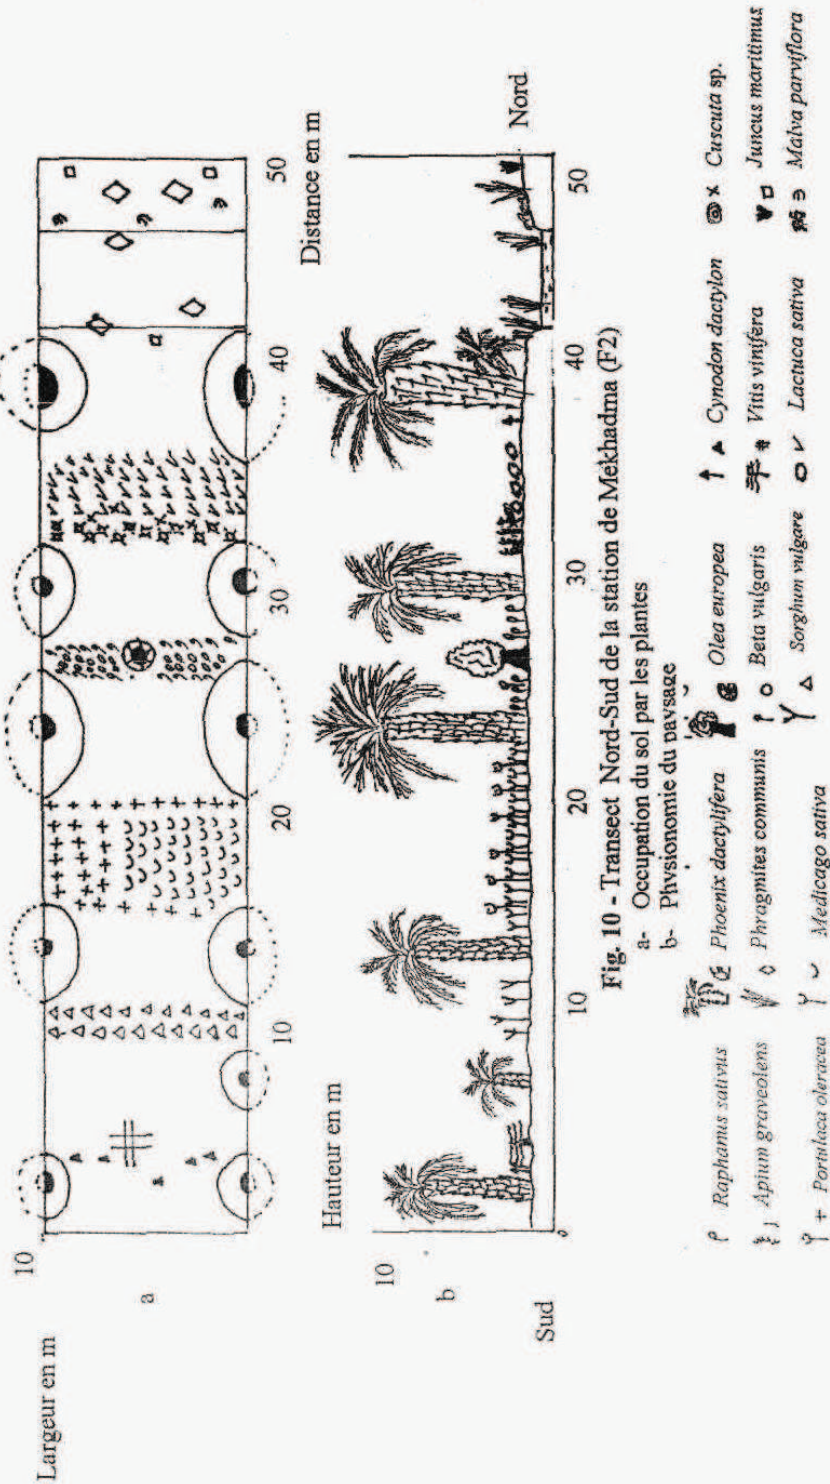 Largeur en m
10
a
10
20
30
40
50
Distance en m
Hauteur en m
10
b
Sud
0
10
20
30
40
50
Nord
Fig. 10 - Transect Nord-Sud de la station de Mekhadma (F2)
a- Occupation du sol par les plantes
b- Physionomie du paysage
Raphanus sativus
Phoenix dactylifera
Olea europea
Cynodon dactylon
Cuscuta sp.
Apium graveolens
Phragmites communis
Beta vulgaris
Vitis vinifera
Juncus maritimus
Portulaca oleracea
Medicago sativa
Sorghum vulgare
Lactuca sativa
Malva parviflora